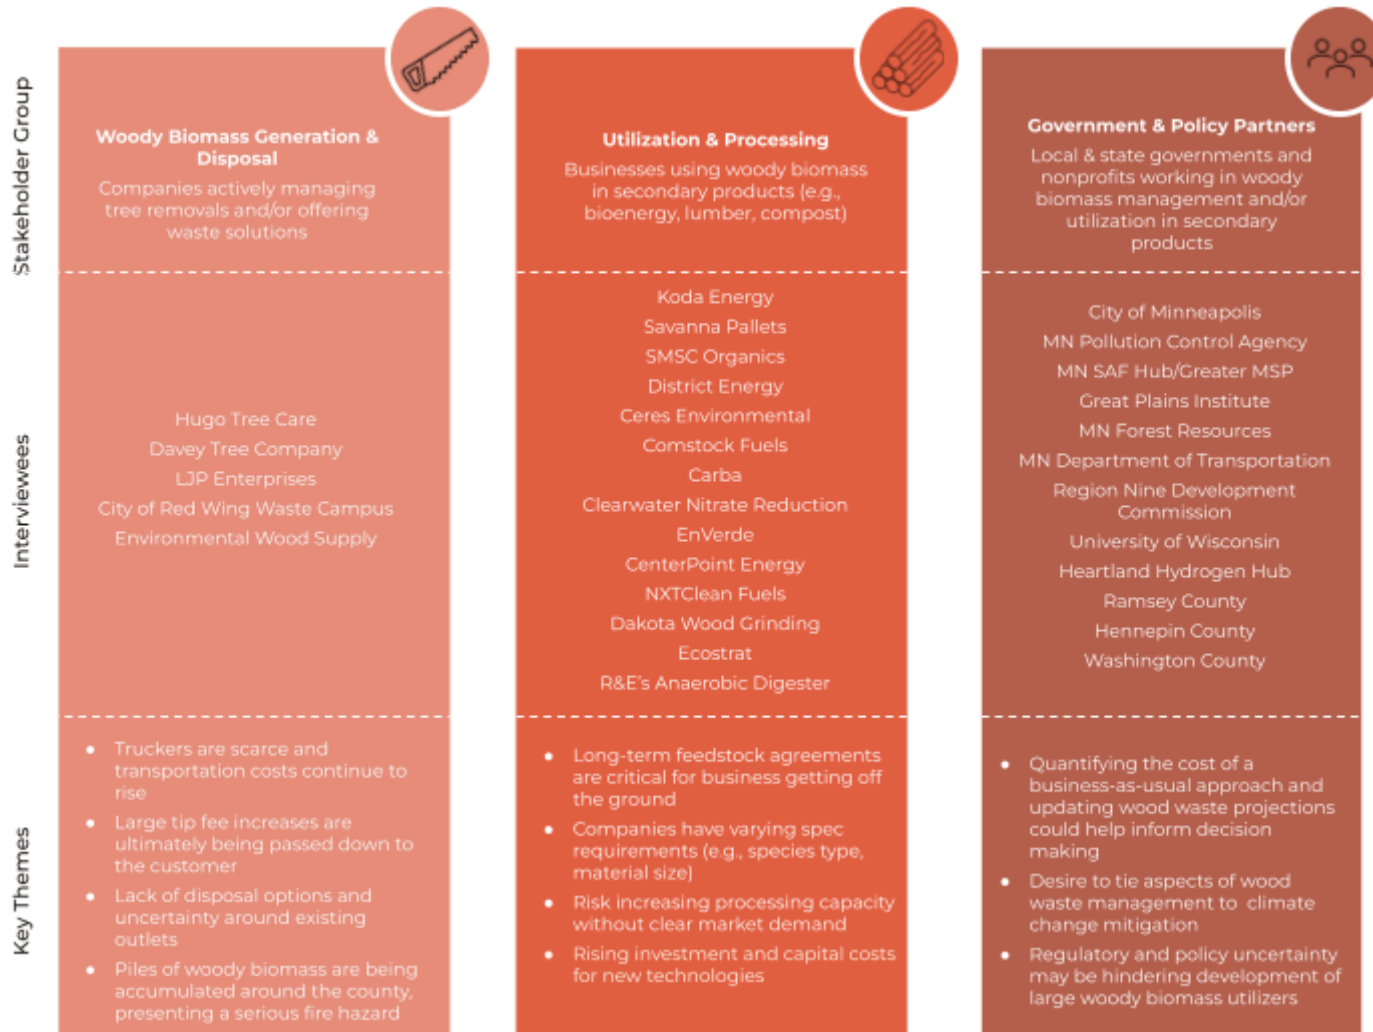 Stakeholder Group
Woody Biomass Generation &
Disposal
Companies actively managing
tree removals and/or offering
waste solutions
Utilization & Processing
Businesses using woody biomass
in secondary products (e.g.,
bioenergy, lumber, compost)
Government & Policy Partners
Local & state governments and
nonprofits working in woody
biomass management and/or
utilization in secondary
products
Interviewees
Hugo Tree Care
Davey Tree Company
LJP Enterprises
City of Red Wing Waste Campus
Environmental Wood Supply
Koda Energy
Savanna Pallets
SMSC Organics
District Energy
Ceres Environmental
Comstock Fuels
Carba
Clearwater Nitrate Reduction
EnVerde
CenterPoint Energy
NXTClean Fuels
Dakota Wood Grinding
Ecostrat
R&E's Anaerobic Digester
City of Minneapolis
MN Pollution Control Agency
MN SAF Hub/Greater MSP
Great Plains Institute
MN Forest Resources
MN Department of Transportation
Region Nine Development
Commission
University of Wisconsin
Heartland Hydrogen Hub
Ramsey County
Hennepin County
Washington County
Key Themes
● Truckers are scarce and
transportation costs continue to
rise
● Large tip fee increases are
ultimately being passed down to
the customer
● Lack of disposal options and
uncertainty around existing
outlets
● Piles of woody biomass are being
accumulated around the county,
presenting a serious fire hazard
● Long-term feedstock agreements
are critical for business getting off
the ground
● Companies have varying spec
requirements (e.g., species type,
material size)
● Risk increasing processing capacity
without clear market demand
● Rising investment and capital costs
for new technologies
● Quantifying the cost of a
business-as-usual approach and
updating wood waste projections
could help inform decision
making
● Desire to tie aspects of wood
waste management to climate
change mitigation
● Regulatory and policy uncertainty
may be hindering development of
large woody biomass utilizers